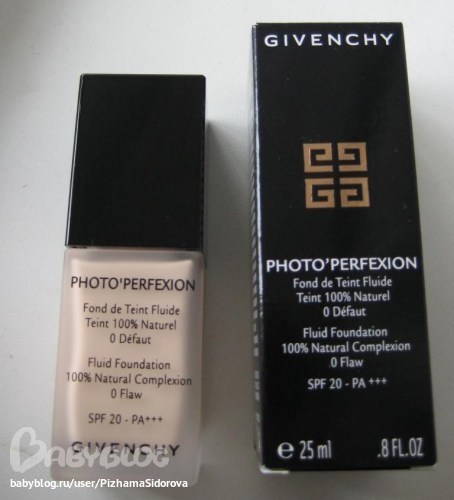 PHOTO'PERFEXION
Fond de Teint Fluide
Teint 100% Naturel
0 Défaut
Fluid Foundation
100% Natural Complexion
0 Flaw
SPF 20 - PA+++
GIVENCHY
GIVENCHY
PHOTO'PERFEXION
Fond de Teint Fluide
Teint 100% Naturel
0 Défaut
Fluid Foundation
100% Natural Complexion
0 Flaw
SPF 20 - PA +++
e 25 ml .8 FL.OZ
BABYBLOG
babyblog.ru/user/PizhamaSidorova